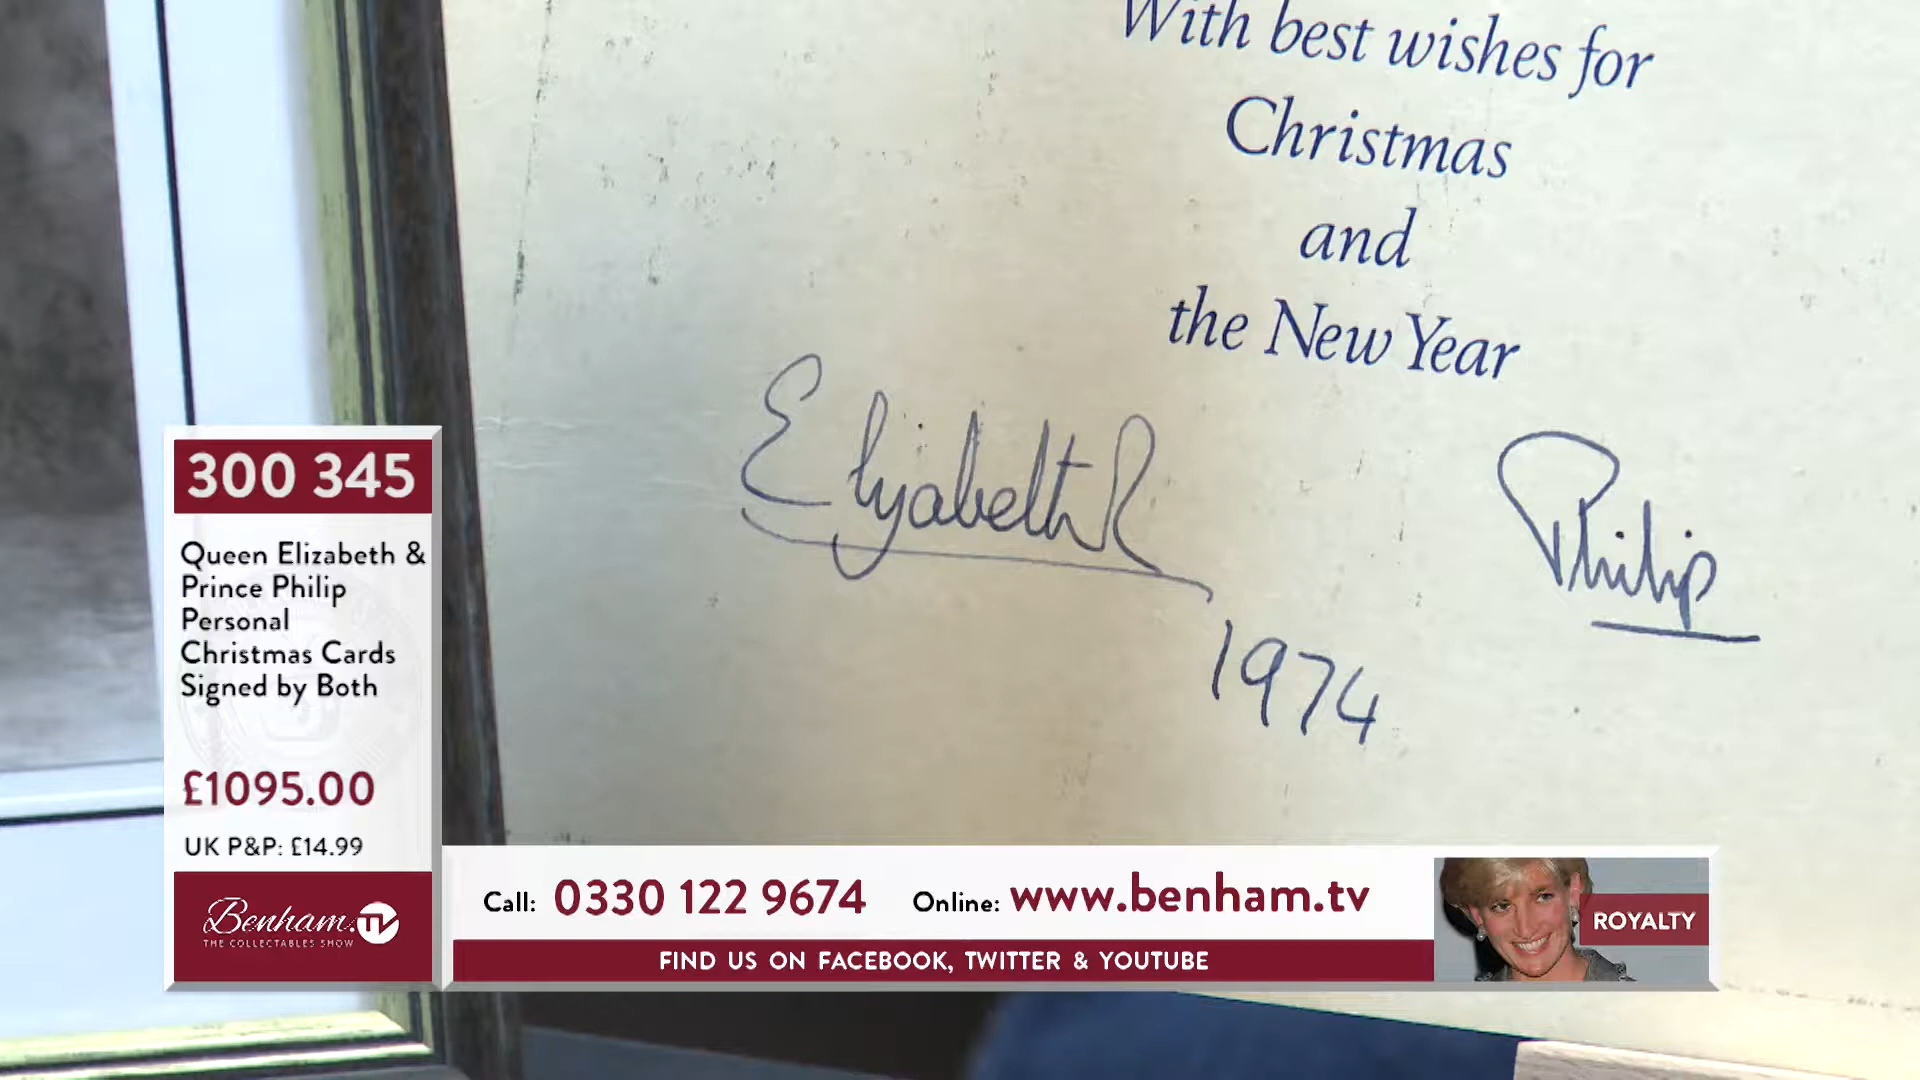 With best wishes for
Christmas
and
the New Year
Elizabeth R
Philip
1974
300 345
Queen Elizabeth &
Prince Philip
Personal
Christmas Cards
Signed by Both
£1095.00
UK P&P: £14.99
Benham.TV
THE COLLECTABLES SHOW
Call: 0330 122 9674 Online: www.benham.tv
FIND US ON FACEBOOK, TWITTER & YOUTUBE
ROYALTY